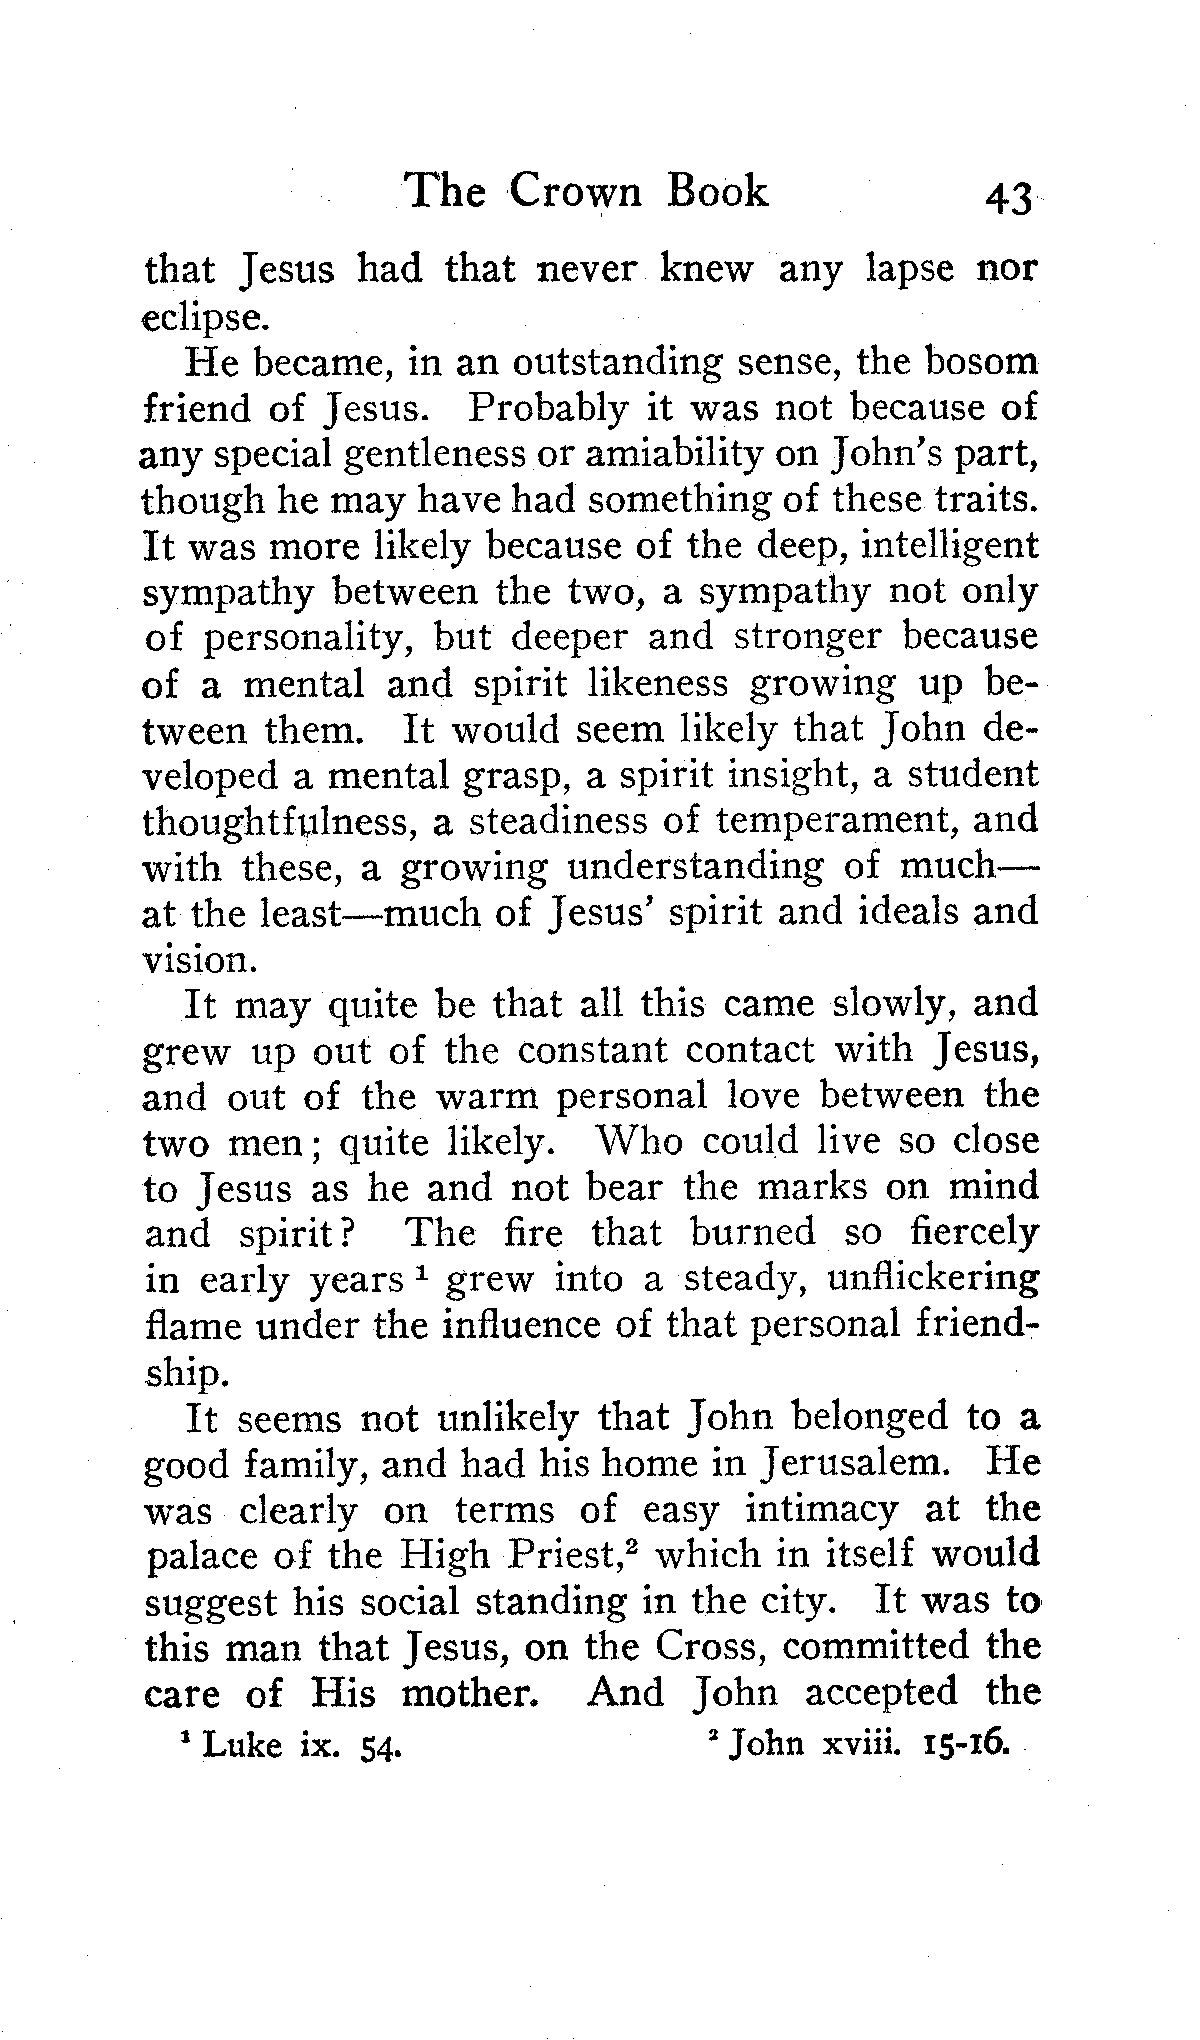 The Crown Book 43
that Jesus had that never knew any lapse nor
eclipse.
He became, in an outstanding sense, the bosom
friend of Jesus. Probably it was not because of
any special gentleness or amiability on John's part,
though he may have had something of these traits.
It was more likely because of the deep, intelligent
sympathy between the two, a sympathy not only
of personality, but deeper and stronger because
of a mental and spirit likeness growing up be-
tween them. It would seem likely that John de-
veloped a mental grasp, a spirit insight, a student
thoughtfulness, a steadiness of temperament, and
with these, a growing understanding of much—
at the least—much of Jesus' spirit and ideals and
vision.
It may quite be that all this came slowly, and
grew up out of the constant contact with Jesus,
and out of the warm personal love between the
two men; quite likely. Who could live so close
to Jesus as he and not bear the marks on mind
and spirit? The fire that burned so fiercely
in early years ¹ grew into a steady, unflickering
flame under the influence of that personal friend-
ship.
It seems not unlikely that John belonged to a
good family, and had his home in Jerusalem. He
was clearly on terms of easy intimacy at the
palace of the High Priest,² which in itself would
suggest his social standing in the city. It was to
this man that Jesus, on the Cross, committed the
care of His mother. And John accepted the
¹ Luke ix. 54. ² John xviii. 15-16.